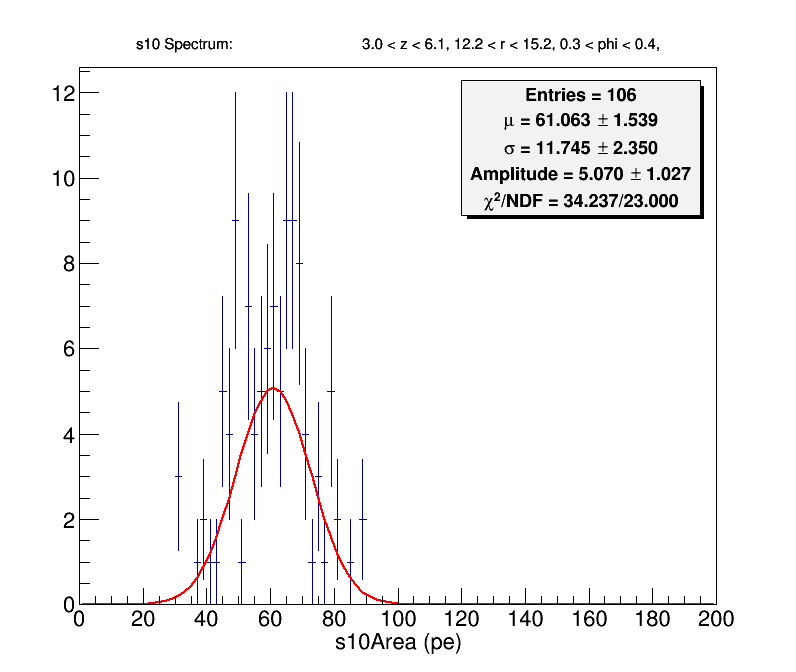 s10 Spectrum: 3.0 < z < 6.1, 12.2 < r < 15.2, 0.3 < phi < 0.4,
Entries = 106
μ = 61.063 ± 1.539
σ = 11.745 ± 2.350
Amplitude = 5.070 ± 1.027
χ²/NDF = 34.237/23.000
12
10
8
6
4
2
0
0 20 40 60 80 100 120 140 160 180 200
s10Area (pe)